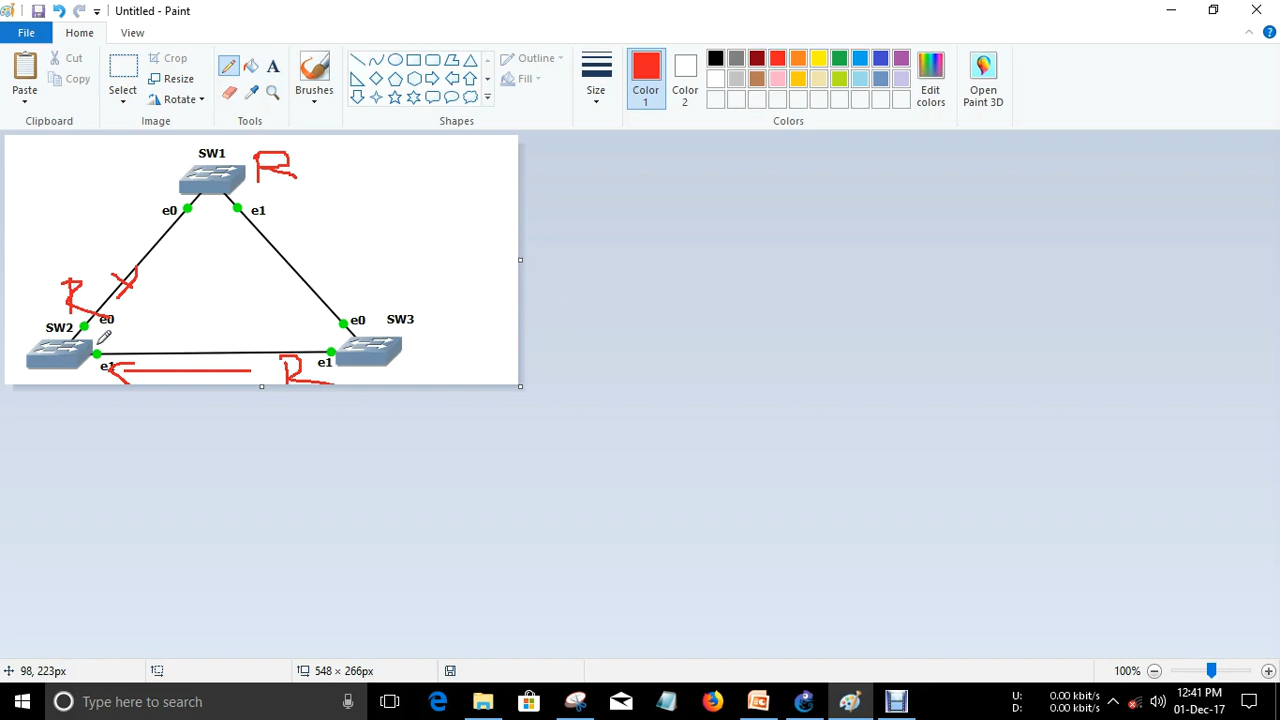 Untitled - Paint
File Home View
Paste
Select
Cut
Copy
Crop
Resize
Rotate
A
Brushes
Outline
Fill
Size
Color 1
Color 2
Edit colors
Open Paint 3D
Clipboard Image Tools Shapes Colors
SW1 R
e0 e1
R
e0 e0 SW3
SW2
e1 e1
R
98, 223px 548 × 266px 100%
Type here to search
U: 0.00 kbit/s
D: 0.00 kbit/s
12:41 PM
01-Dec-17